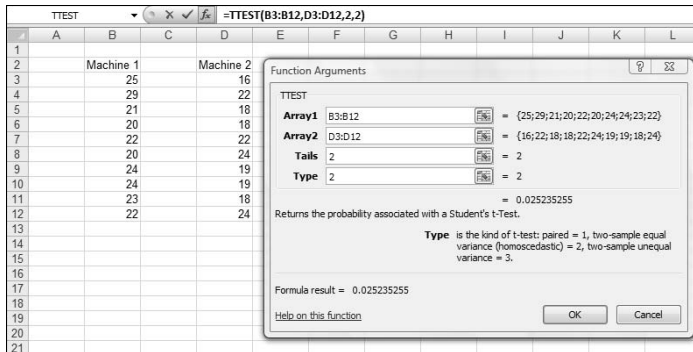 TTEST fx =TTEST(B3:B12,D3:D12,2,2)
A B C D E F G H I J K L
1
2 Machine 1 Machine 2
3 25 16
4 29 22
5 21 18
6 20 18
7 22 22
8 20 24
9 24 19
10 24 19
11 23 18
12 22 24
13
14
15
16
17
18
19
20
21
Function Arguments
TTEST
Array1 B3:B12 = {25;29;21;20;22;20;24;24;23;22}
Array2 D3:D12 = {16;22;18;18;22;24;19;19;18;24}
Tails 2 = 2
Type 2 = 2
= 0.025235255
Returns the probability associated with a Student's t-Test.
Type is the kind of t-test: paired = 1, two-sample equal
variance (homoscedastic) = 2, two-sample unequal
variance = 3.
Formula result = 0.025235255
Help on this function
OK Cancel